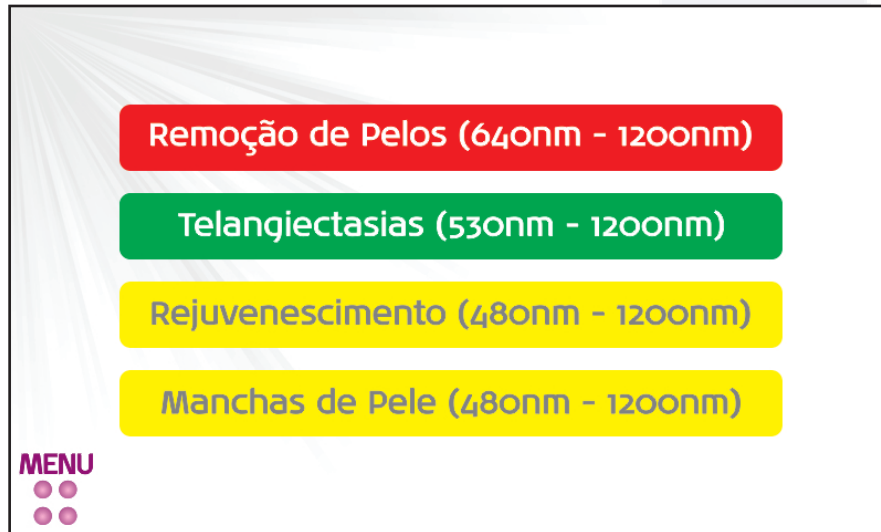 Remoção de Pelos (640nm - 1200nm)
Telangiectasias (530nm - 1200nm)
Rejuvenescimento (480nm - 1200nm)
Manchas de Pele (480nm - 1200nm)
MENU